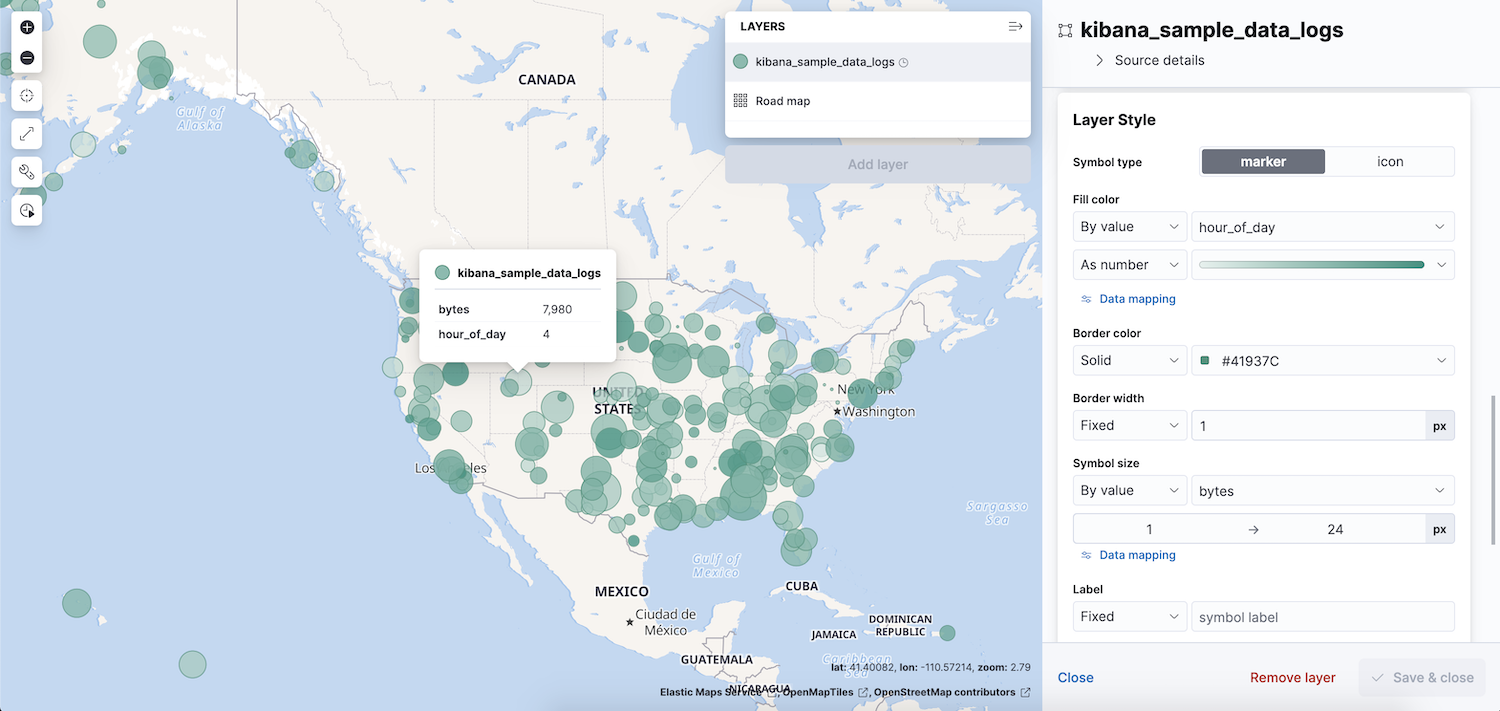 CANADA
Gulf of
Alaska
LAYERS
kibana_sample_data_logs
Road map
Add layer
kibana_sample_data_logs
bytes 7,980
hour_of_day 4
UNITED
STATES
New York
Washington
Los Angeles
Sargasso
Sea
Gulf of
Mexico
MEXICO
CUBA
Ciudad de
México
DOMINICAN
REPUBLIC
JAMAICA
GUATEMALA
Caribbean
Sea
lat: 41.40082, lon: -110.57214, zoom: 2.79
NICARAGUA
Elastic Maps Service, OpenMapTiles, OpenStreetMap contributors
kibana_sample_data_logs
Source details
Layer Style
Symbol type marker icon
Fill color
By value hour_of_day
As number
Data mapping
Border color
Solid #41937C
Border width
Fixed 1 px
Symbol size
By value bytes
1 → 24 px
Data mapping
Label
Fixed symbol label
Close Remove layer Save & close